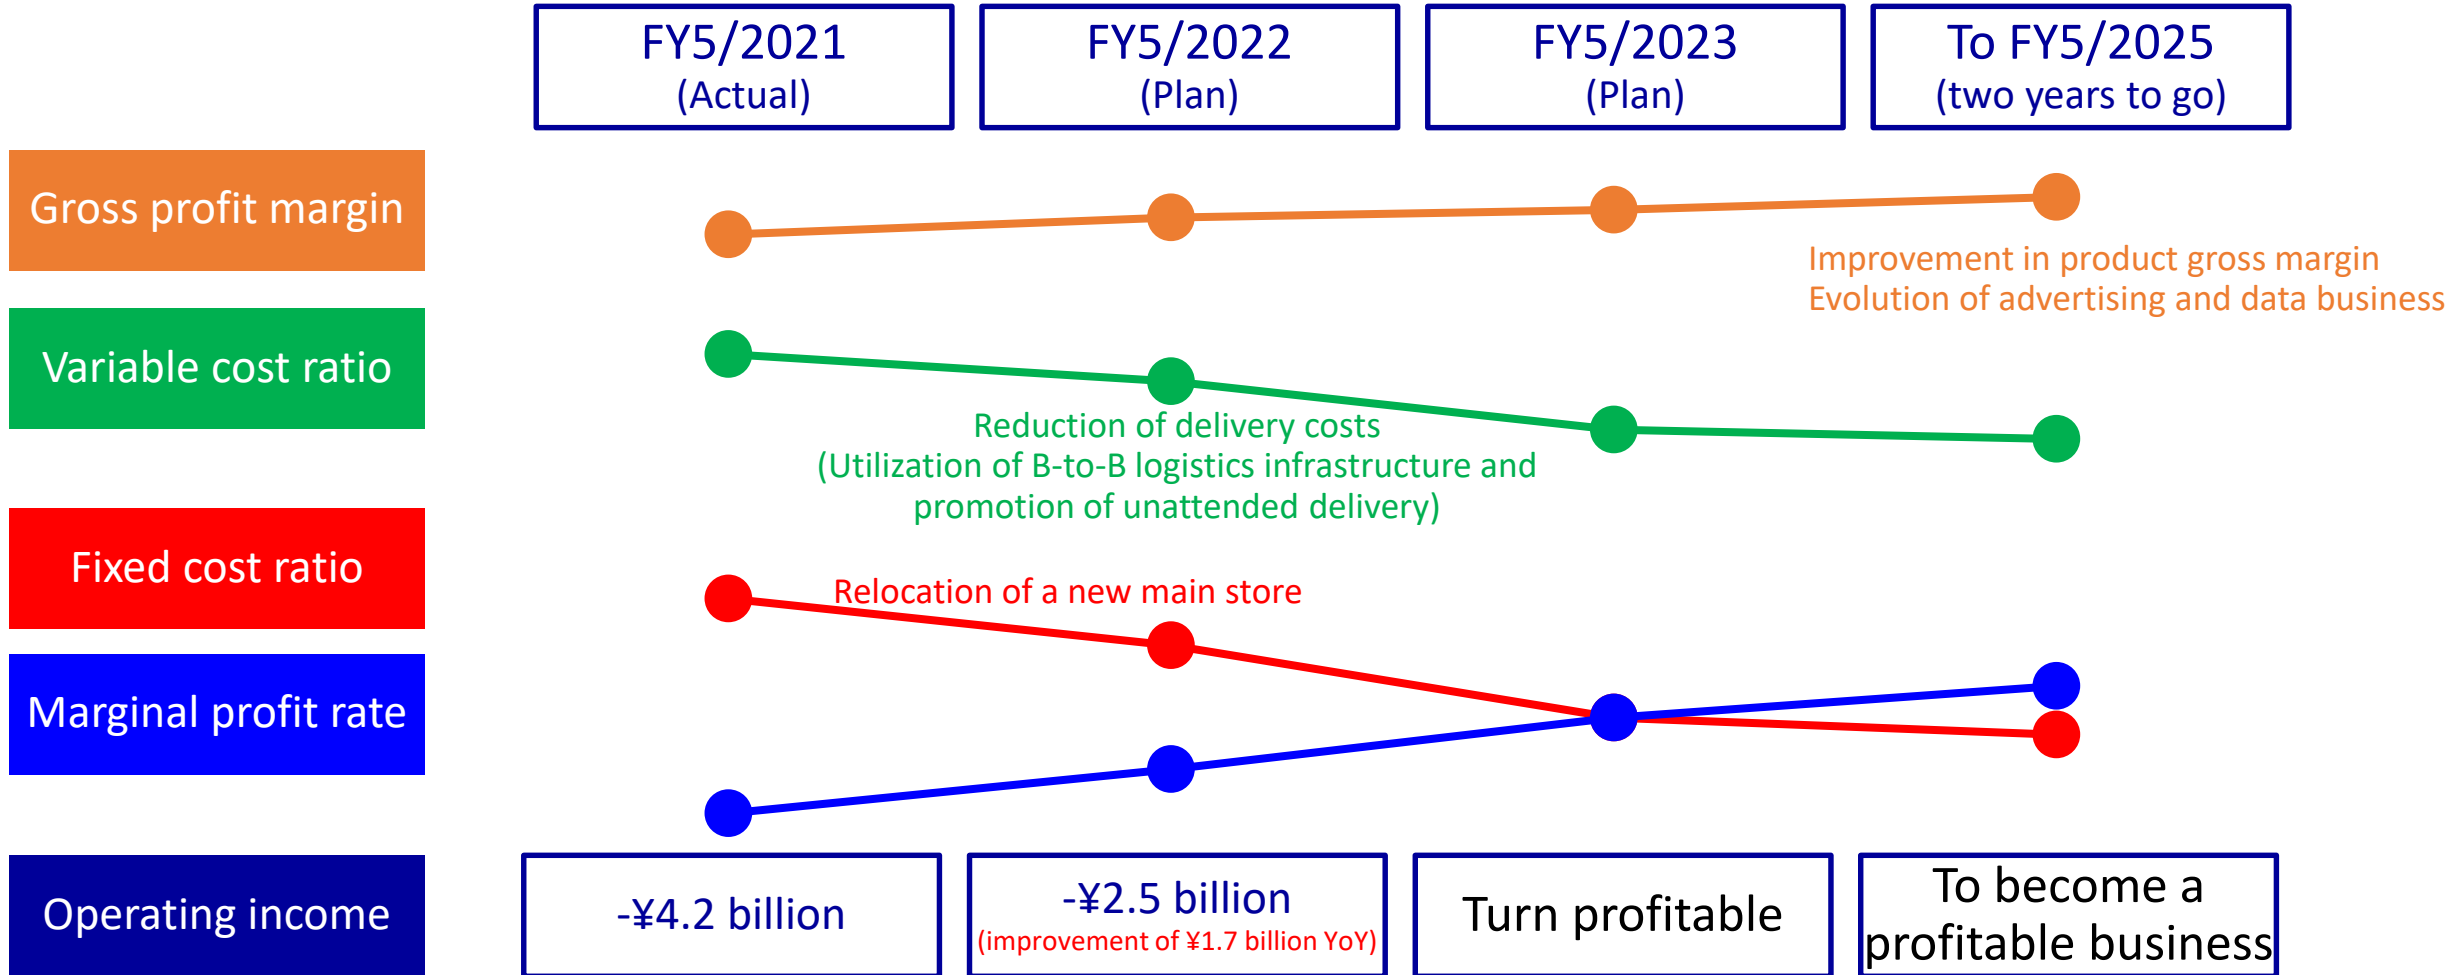 FY5/2021
(Actual)
FY5/2022
(Plan)
FY5/2023
(Plan)
To FY5/2025
(two years to go)
Gross profit margin
Improvement in product gross margin
Evolution of advertising and data business
Variable cost ratio
Reduction of delivery costs
(Utilization of B-to-B logistics infrastructure and
promotion of unattended delivery)
Fixed cost ratio
Relocation of a new main store
Marginal profit rate
Operating income
-¥4.2 billion
-¥2.5 billion
(improvement of ¥1.7 billion YoY)
Turn profitable
To become a
profitable business